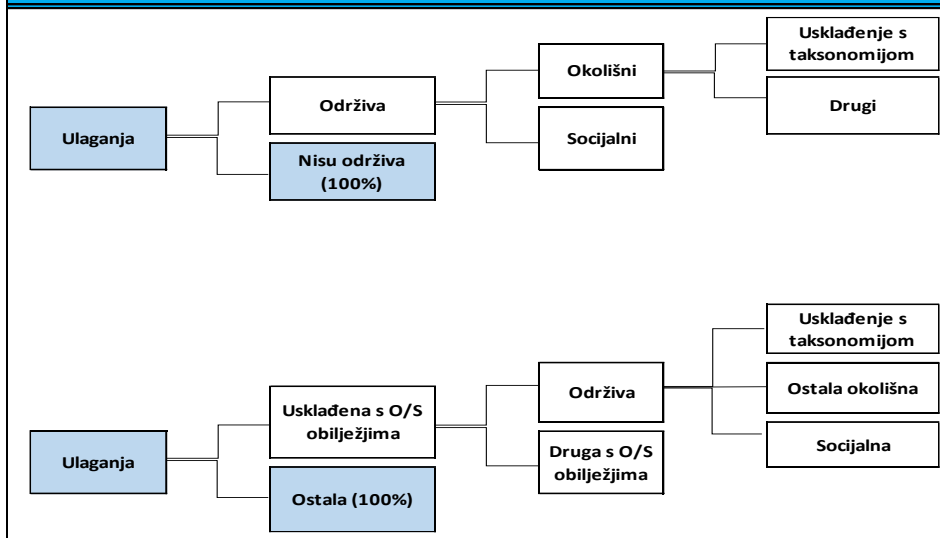 Ulaganja
Održiva
Nisu održiva
(100%)
Okolišni
Socijalni
Usklađenje s
taksonomijom
Drugi
Ulaganja
Usklađena s O/S
obilježjima
Ostala (100%)
Održiva
Druga s O/S
obilježjima
Usklađenje s
taksonomijom
Ostala okolišna
Socijalna